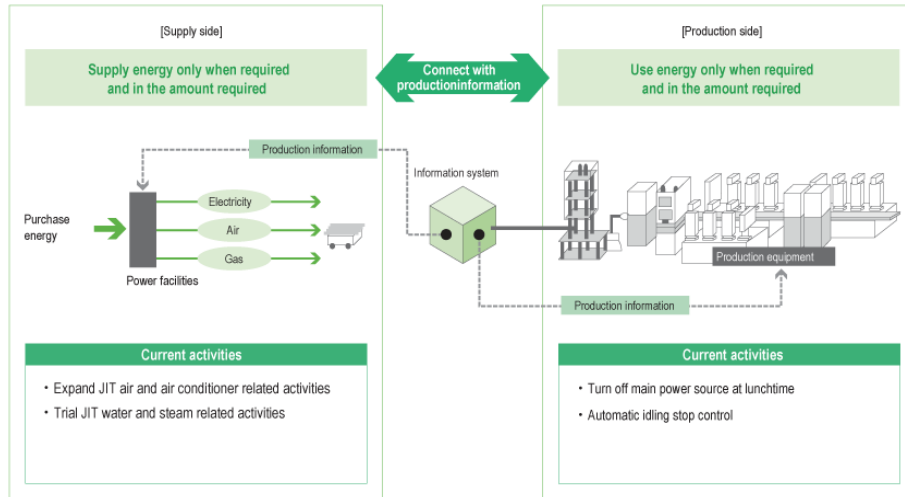 [Supply side]
Supply energy only when required
and in the amount required
Connect with
productioninformation
[Production side]
Use energy only when required
and in the amount required
Production information
Information system
Electricity
Purchase
energy
Air
Gas
Power facilities
Production equipment
Production information
Current activities
・Expand JIT air and air conditioner related activities
・Trial JIT water and steam related activities
Current activities
・Turn off main power source at lunchtime
・Automatic idling stop control